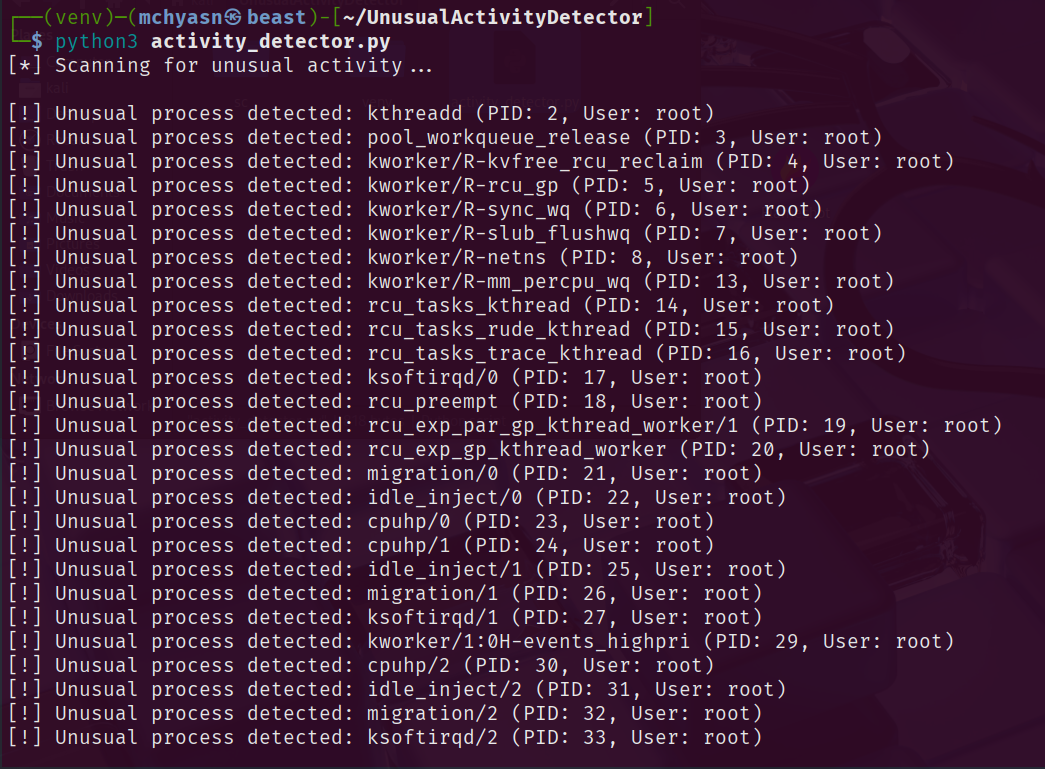 ┌──(venv)─(mchyasn㉿beast)-[~/UnusualActivityDetector]
└─$ python3 activity_detector.py
[*] Scanning for unusual activity...
[!] Unusual process detected: kthreadd (PID: 2, User: root)
[!] Unusual process detected: pool_workqueue_release (PID: 3, User: root)
[!] Unusual process detected: kworker/R-kvfree_rcu_reclaim (PID: 4, User: root)
[!] Unusual process detected: kworker/R-rcu_gp (PID: 5, User: root)
[!] Unusual process detected: kworker/R-sync_wq (PID: 6, User: root)
[!] Unusual process detected: kworker/R-slub_flushwq (PID: 7, User: root)
[!] Unusual process detected: kworker/R-netns (PID: 8, User: root)
[!] Unusual process detected: kworker/R-mm_percpu_wq (PID: 13, User: root)
[!] Unusual process detected: rcu_tasks_kthread (PID: 14, User: root)
[!] Unusual process detected: rcu_tasks_rude_kthread (PID: 15, User: root)
[!] Unusual process detected: rcu_tasks_trace_kthread (PID: 16, User: root)
[!] Unusual process detected: ksoftirqd/0 (PID: 17, User: root)
[!] Unusual process detected: rcu_preempt (PID: 18, User: root)
[!] Unusual process detected: rcu_exp_par_gp_kthread_worker/1 (PID: 19, User: root)
[!] Unusual process detected: rcu_exp_gp_kthread_worker (PID: 20, User: root)
[!] Unusual process detected: migration/0 (PID: 21, User: root)
[!] Unusual process detected: idle_inject/0 (PID: 22, User: root)
[!] Unusual process detected: cpuhp/0 (PID: 23, User: root)
[!] Unusual process detected: cpuhp/1 (PID: 24, User: root)
[!] Unusual process detected: idle_inject/1 (PID: 25, User: root)
[!] Unusual process detected: migration/1 (PID: 26, User: root)
[!] Unusual process detected: ksoftirqd/1 (PID: 27, User: root)
[!] Unusual process detected: kworker/1:0H-events_highpri (PID: 29, User: root)
[!] Unusual process detected: cpuhp/2 (PID: 30, User: root)
[!] Unusual process detected: idle_inject/2 (PID: 31, User: root)
[!] Unusual process detected: migration/2 (PID: 32, User: root)
[!] Unusual process detected: ksoftirqd/2 (PID: 33, User: root)